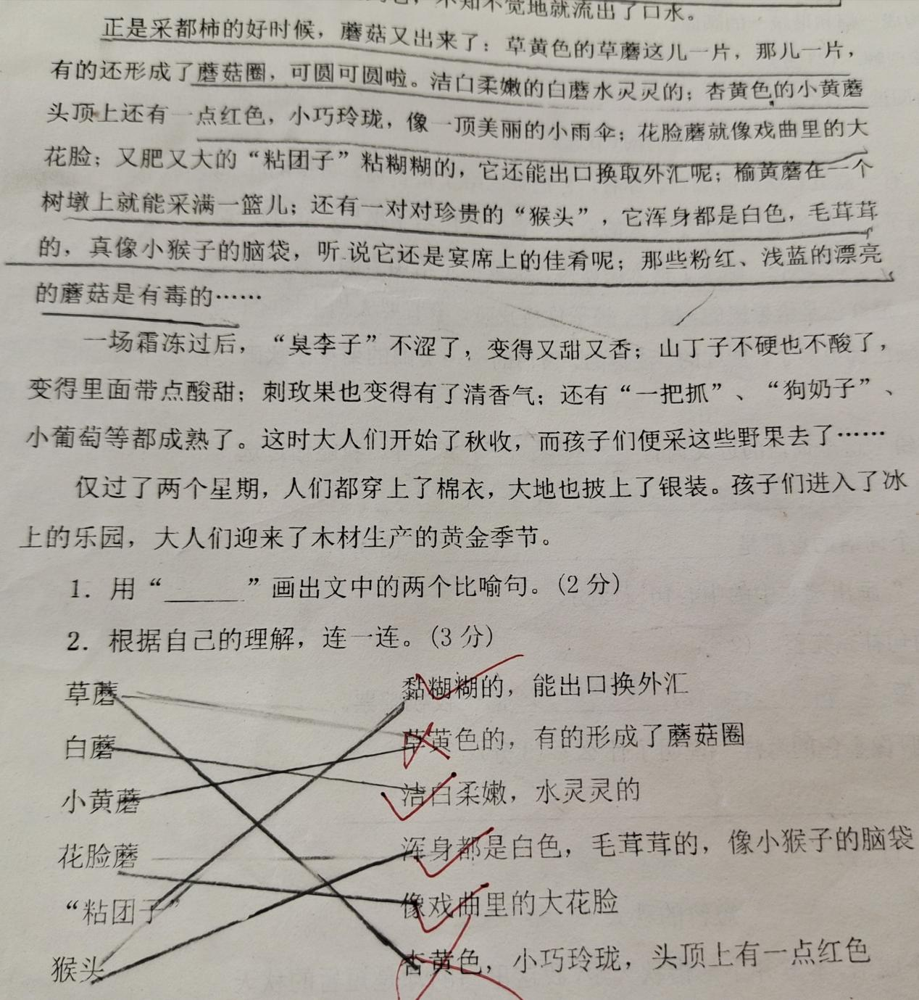 不知不觉地就流出了口水。
正是采都柿的好时候，蘑菇又出来了：草黄色的草蘑这儿一片，那儿一片，
有的还形成了蘑菇圈，可圆可圆啦。洁白柔嫩的白蘑水灵灵的；杏黄色的小黄蘑
头顶上还有一点红色，小巧玲珑，像一顶美丽的小雨伞；花脸蘑就像戏曲里的大
花脸；又肥又大的“粘团子”粘糊糊的，它还能出口换取外汇呢；榆黄蘑在一个
树墩上就能采满一篮儿；还有一对对珍贵的“猴头”，它浑身都是白色，毛茸茸
的，真像小猴子的脑袋，听说它还是宴席上的佳肴呢；那些粉红、浅蓝的漂亮
的蘑菇是有毒的……
一场霜冻过后，“臭李子”不涩了，变得又甜又香；山丁子不硬也不酸了，
变得里面带点酸甜；刺玫果也变得有了清香气；还有“一把抓”、“狗奶子”、
小葡萄等都成熟了。这时大人们开始了秋收，而孩子们便采这些野果去了……
仅过了两个星期，人们都穿上了棉衣，大地也披上了银装。孩子们进入了冰
上的乐园，大人们迎来了木材生产的黄金季节。
1. 用“______”画出文中的两个比喻句。(2分)
2. 根据自己的理解，连一连。(3分)
草蘑 黏糊糊的，能出口换外汇
白蘑 草黄色的，有的形成了蘑菇圈
小黄蘑 洁白柔嫩，水灵灵的
花脸蘑 浑身都是白色，毛茸茸的，像小猴子的脑袋
“粘团子” 像戏曲里的大花脸
猴头 杏黄色，小巧玲珑，头顶上有一点红色